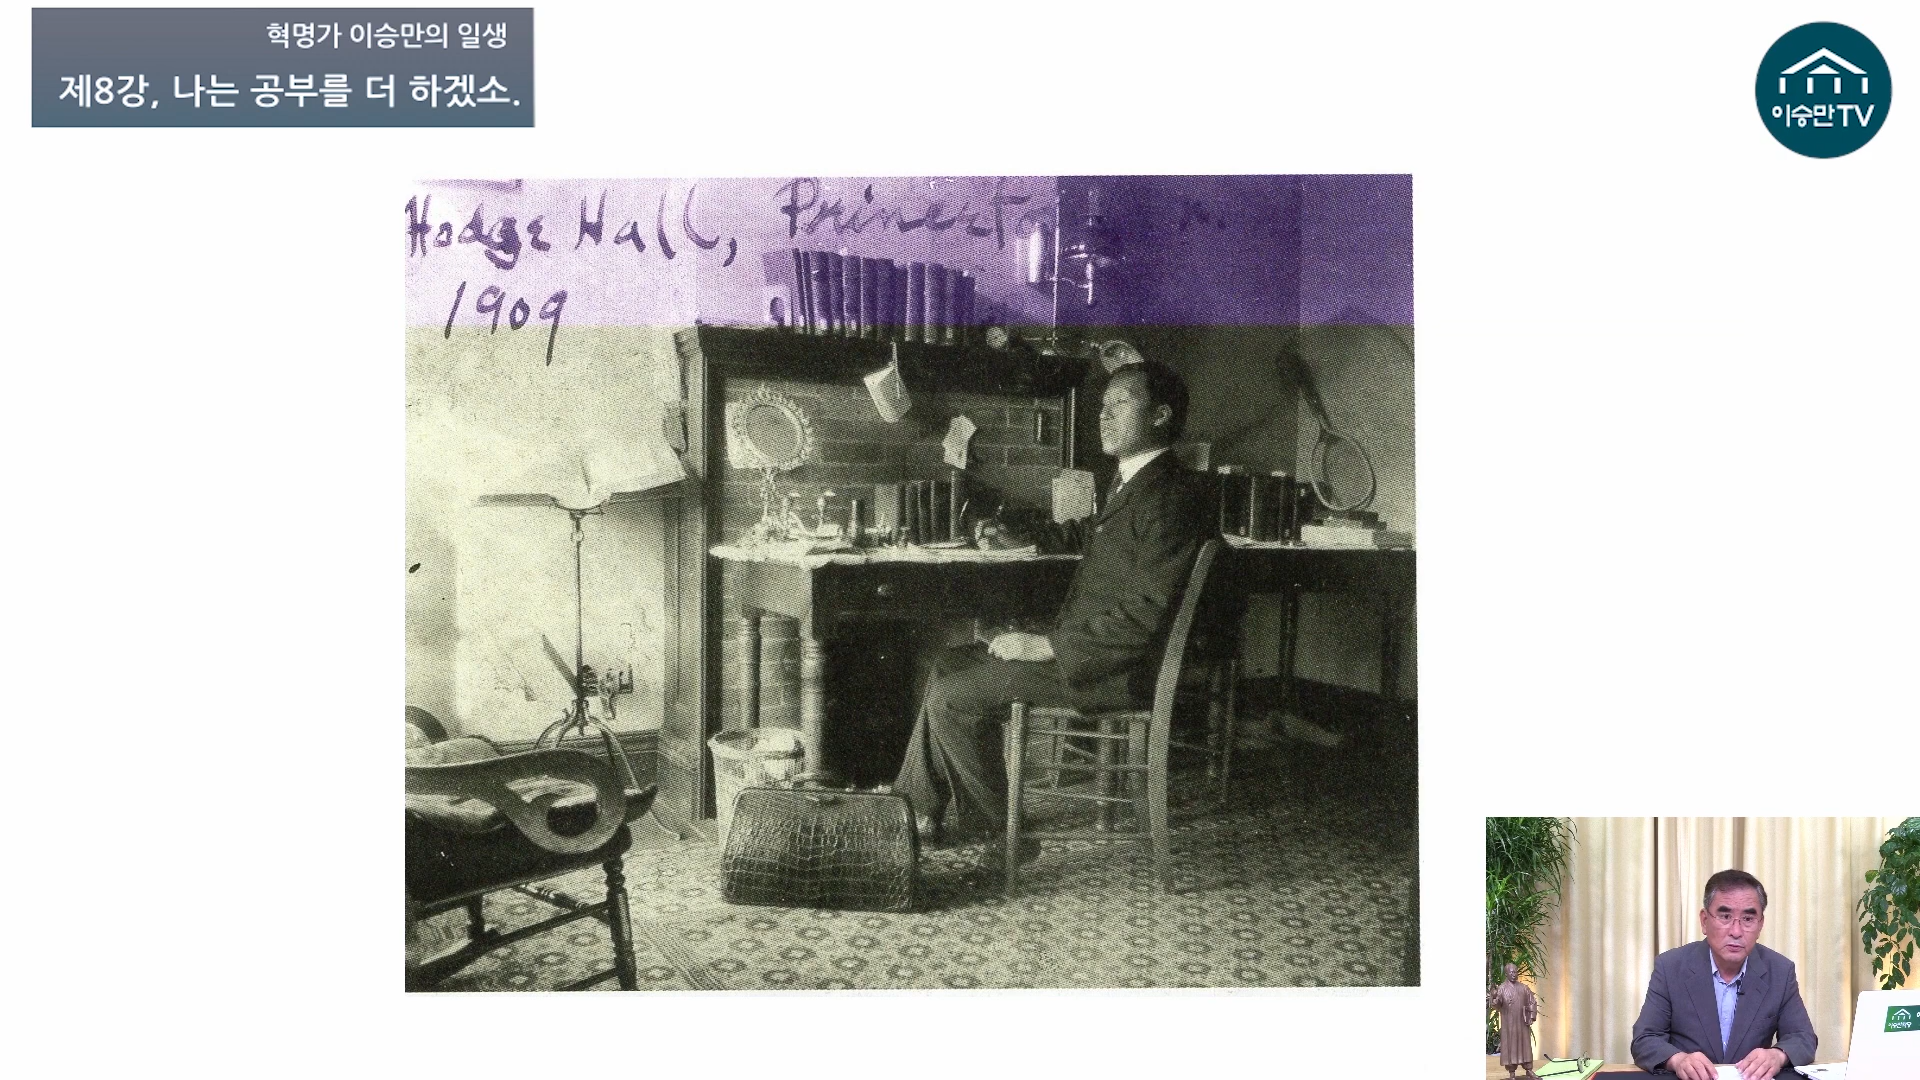 혁명가 이승만의 일생
제8강, 나는 공부를 더 하겠소.
이승만TV
Hodge Hall,
1909